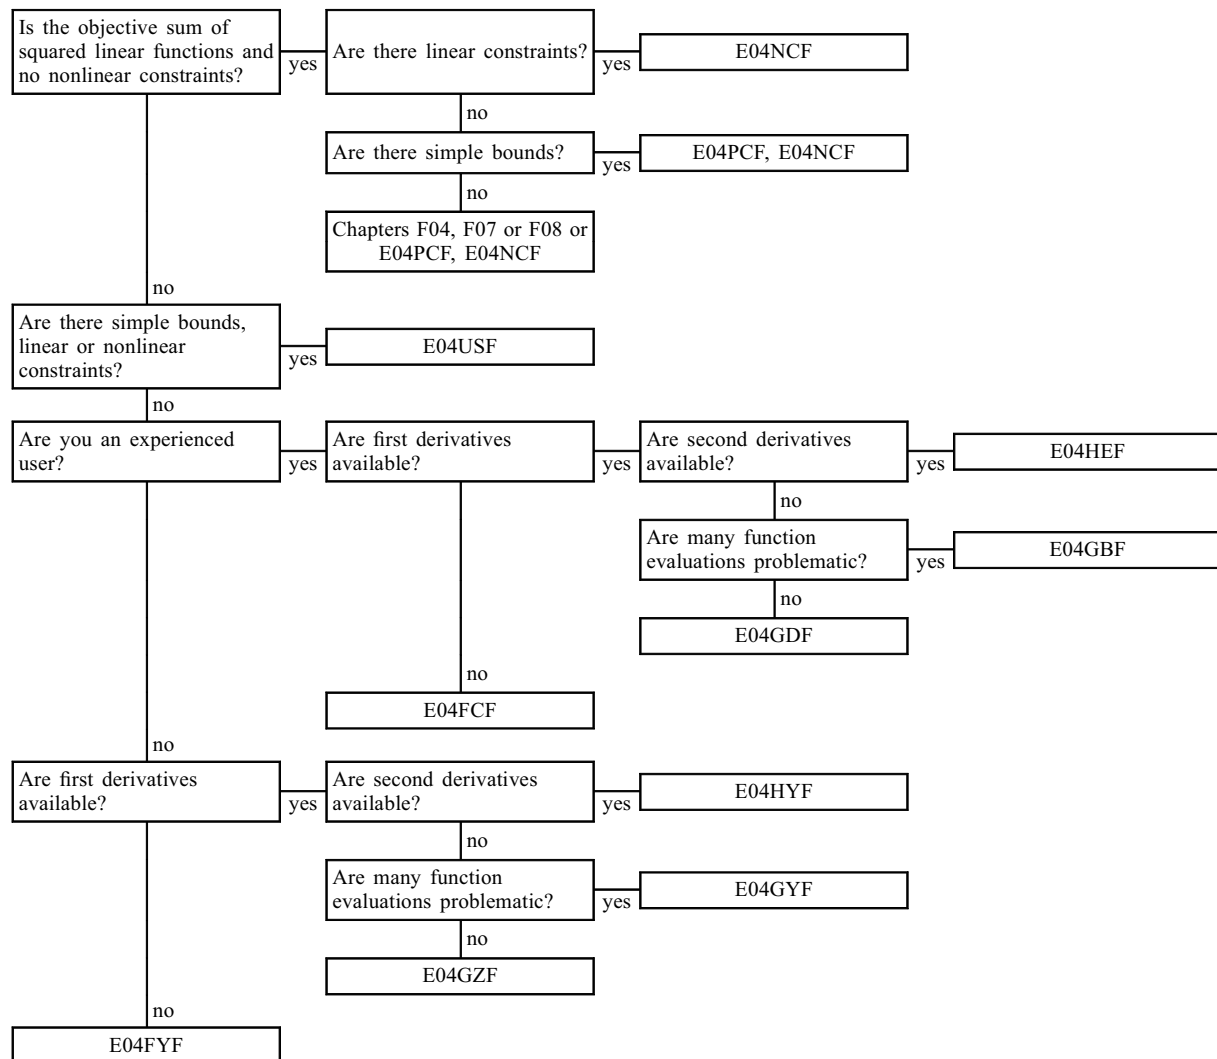 Is the objective sum of
squared linear functions and
no nonlinear constraints?
yes
Are there linear constraints?
yes
E04NCF
no
Are there simple bounds?
yes
E04PCF, E04NCF
no
Chapters F04, F07 or F08 or
E04PCF, E04NCF
no
Are there simple bounds,
linear or nonlinear
constraints?
yes
E04USF
no
Are you an experienced
user?
yes
Are first derivatives
available?
yes
Are second derivatives
available?
yes
E04HEF
no
Are many function
evaluations problematic?
yes
E04GBF
no
E04GDF
no
E04FCF
no
Are first derivatives
available?
yes
Are second derivatives
available?
yes
E04HYF
no
Are many function
evaluations problematic?
yes
E04GYF
no
E04GZF
no
E04FYF